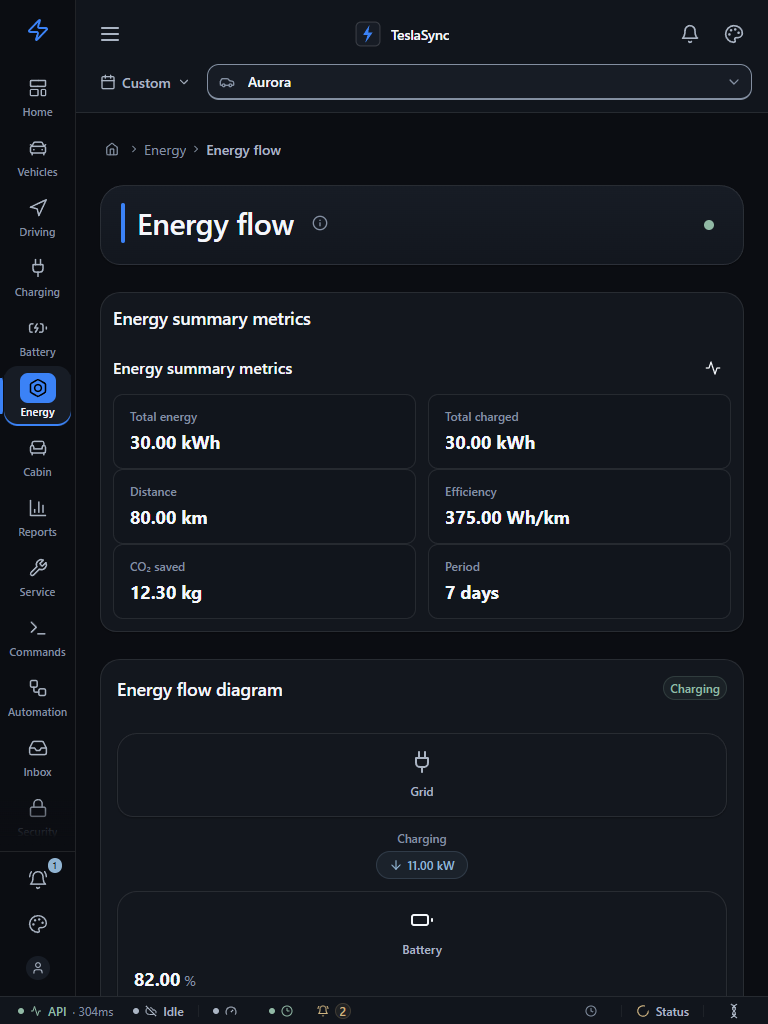 TeslaSync
Custom
Aurora
Home
Vehicles
Driving
Charging
Battery
Energy
Cabin
Reports
Service
Commands
Automation
Inbox
Security
1
Energy
Energy flow
Energy flow
Energy summary metrics
Energy summary metrics
Total energy
30.00 kWh
Total charged
30.00 kWh
Distance
80.00 km
Efficiency
375.00 Wh/km
CO₂ saved
12.30 kg
Period
7 days
Energy flow diagram
Charging
Grid
Charging
↓ 11.00 kW
Battery
82.00 %
API · 304ms
Idle
2
Status